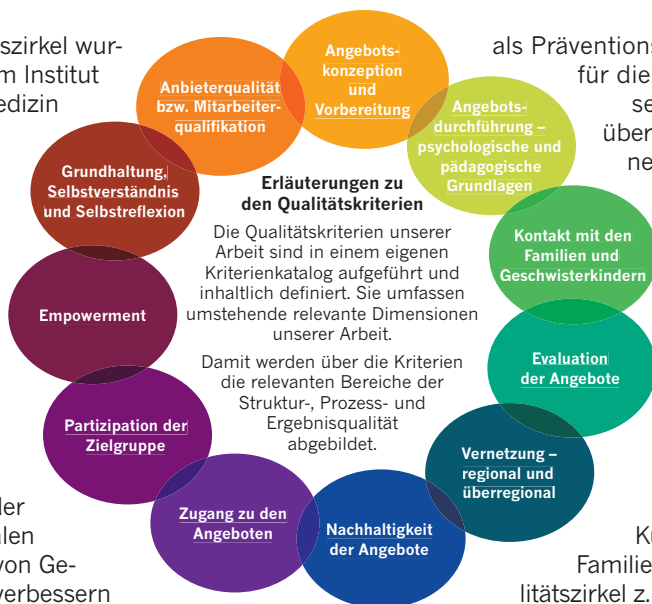 szirkel wur-
m Institut
edizin
als Präventions
für die
se
über
ne
Angebots-
konzeption
und
Vorbereitung
Anbieterqualität
bzw. Mitarbeiter-
qualifikation
Angebots-
durchführung –
psychologische und
pädagogische
Grundlagen
Grundhaltung,
Selbstverständnis
und Selbstreflexion
Kontakt mit den
Familien und
Geschwisterkindern
Empowerment
Evaluation
der Angebote
Partizipation der
Zielgruppe
Vernetzung –
regional und
überregional
Zugang zu den
Angeboten
Nachhaltigkeit
der Angebote
Erläuterungen zu
den Qualitätskriterien
Die Qualitätskriterien unserer
Arbeit sind in einem eigenen
Kriterienkatalog aufgeführt und
inhaltlich definiert. Sie umfassen
umstehende relevante Dimensionen
unserer Arbeit.
Damit werden über die Kriterien
die relevanten Bereiche der
Struktur-, Prozess- und
Ergebnisqualität
abgebildet.
der
alen
von Ge-
verbessern
Ku
Familie
litätszirkel z.